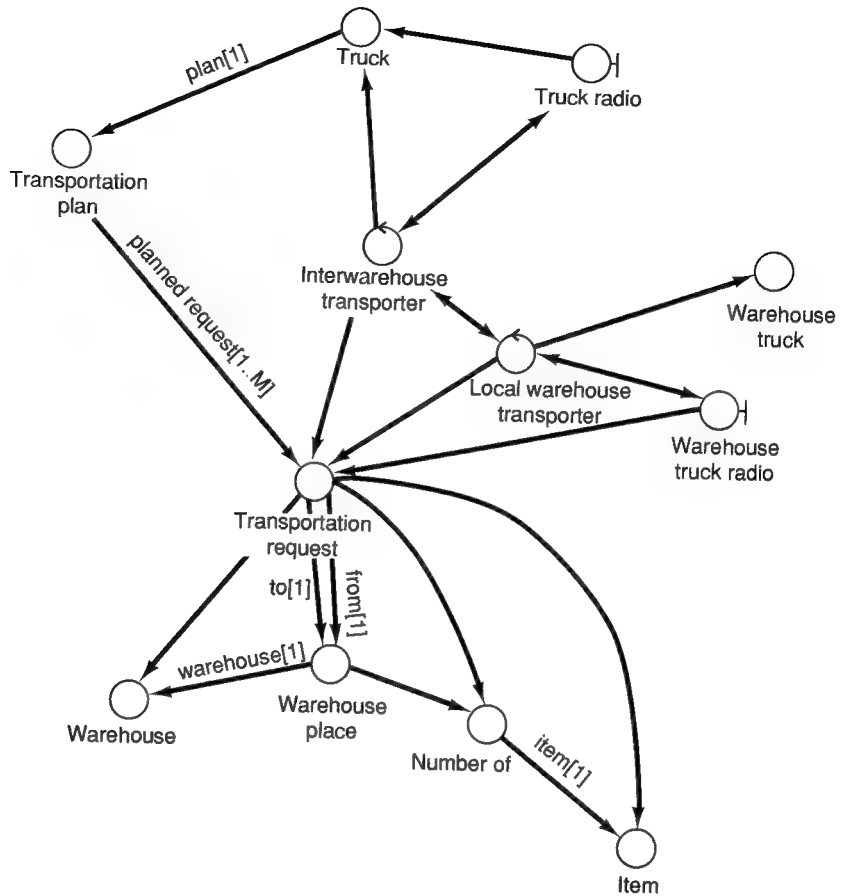 plan[1]
Truck
Truck radio
Transportation
plan
planned request[1..M]
Interwarehouse
transporter
Warehouse
truck
Local warehouse
transporter
Warehouse
truck radio
Transportation
request
to[1]
from[1]
warehouse[1]
Warehouse
Warehouse
place
Number of
item[1]
Item